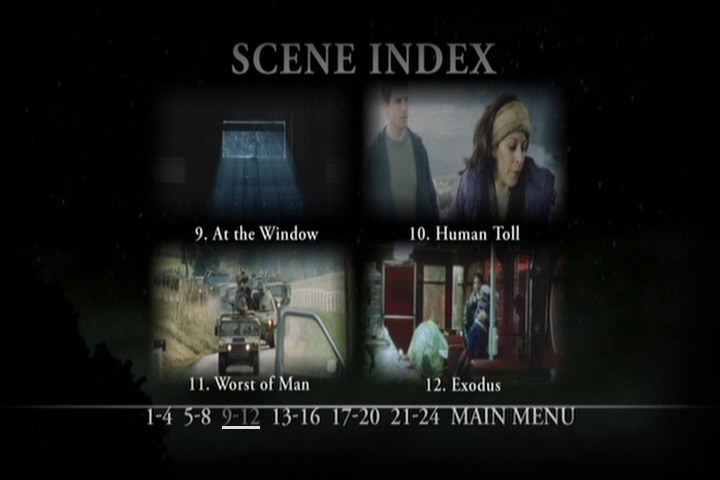 SCENE INDEX
9. At the Window
10. Human Toll
11. Worst of Man
12. Exodus
1-4 5-8 9-12 13-16 17-20 21-24 MAIN MENU